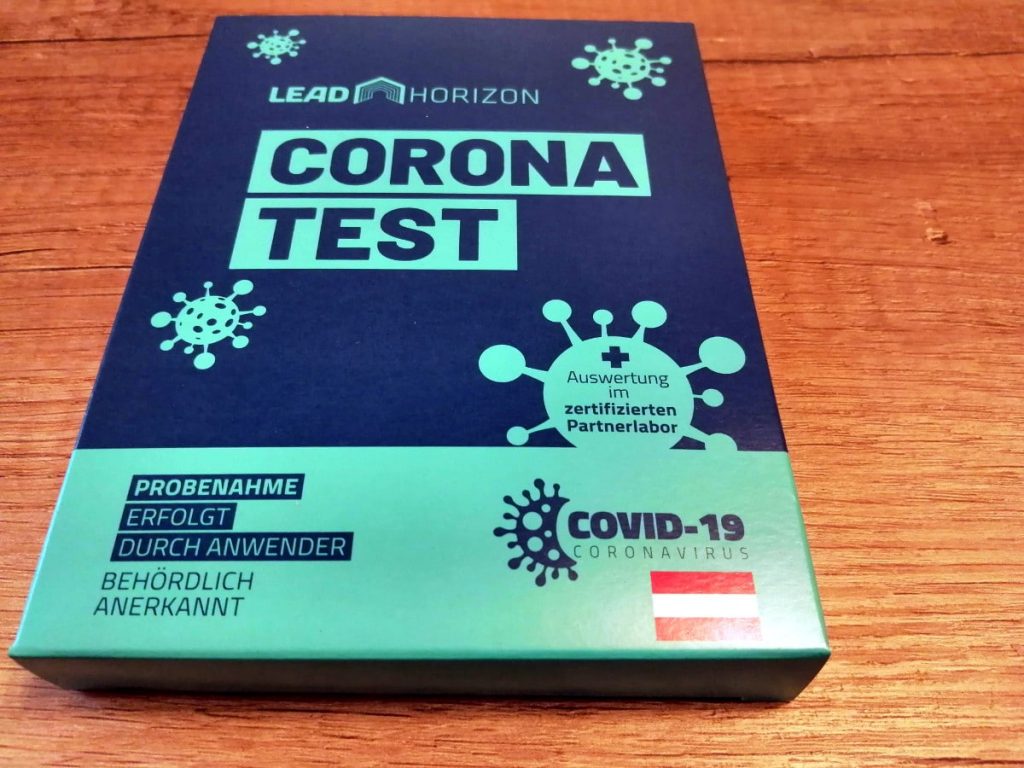 LEAD HORIZON
CORONA
TEST
Auswertung
im
zertifizierten
Partnerlabor
PROBENAHME
ERFOLGT
DURCH ANWENDER
BEHÖRDLICH
ANERKANNT
COVID-19
CORONAVIRUS